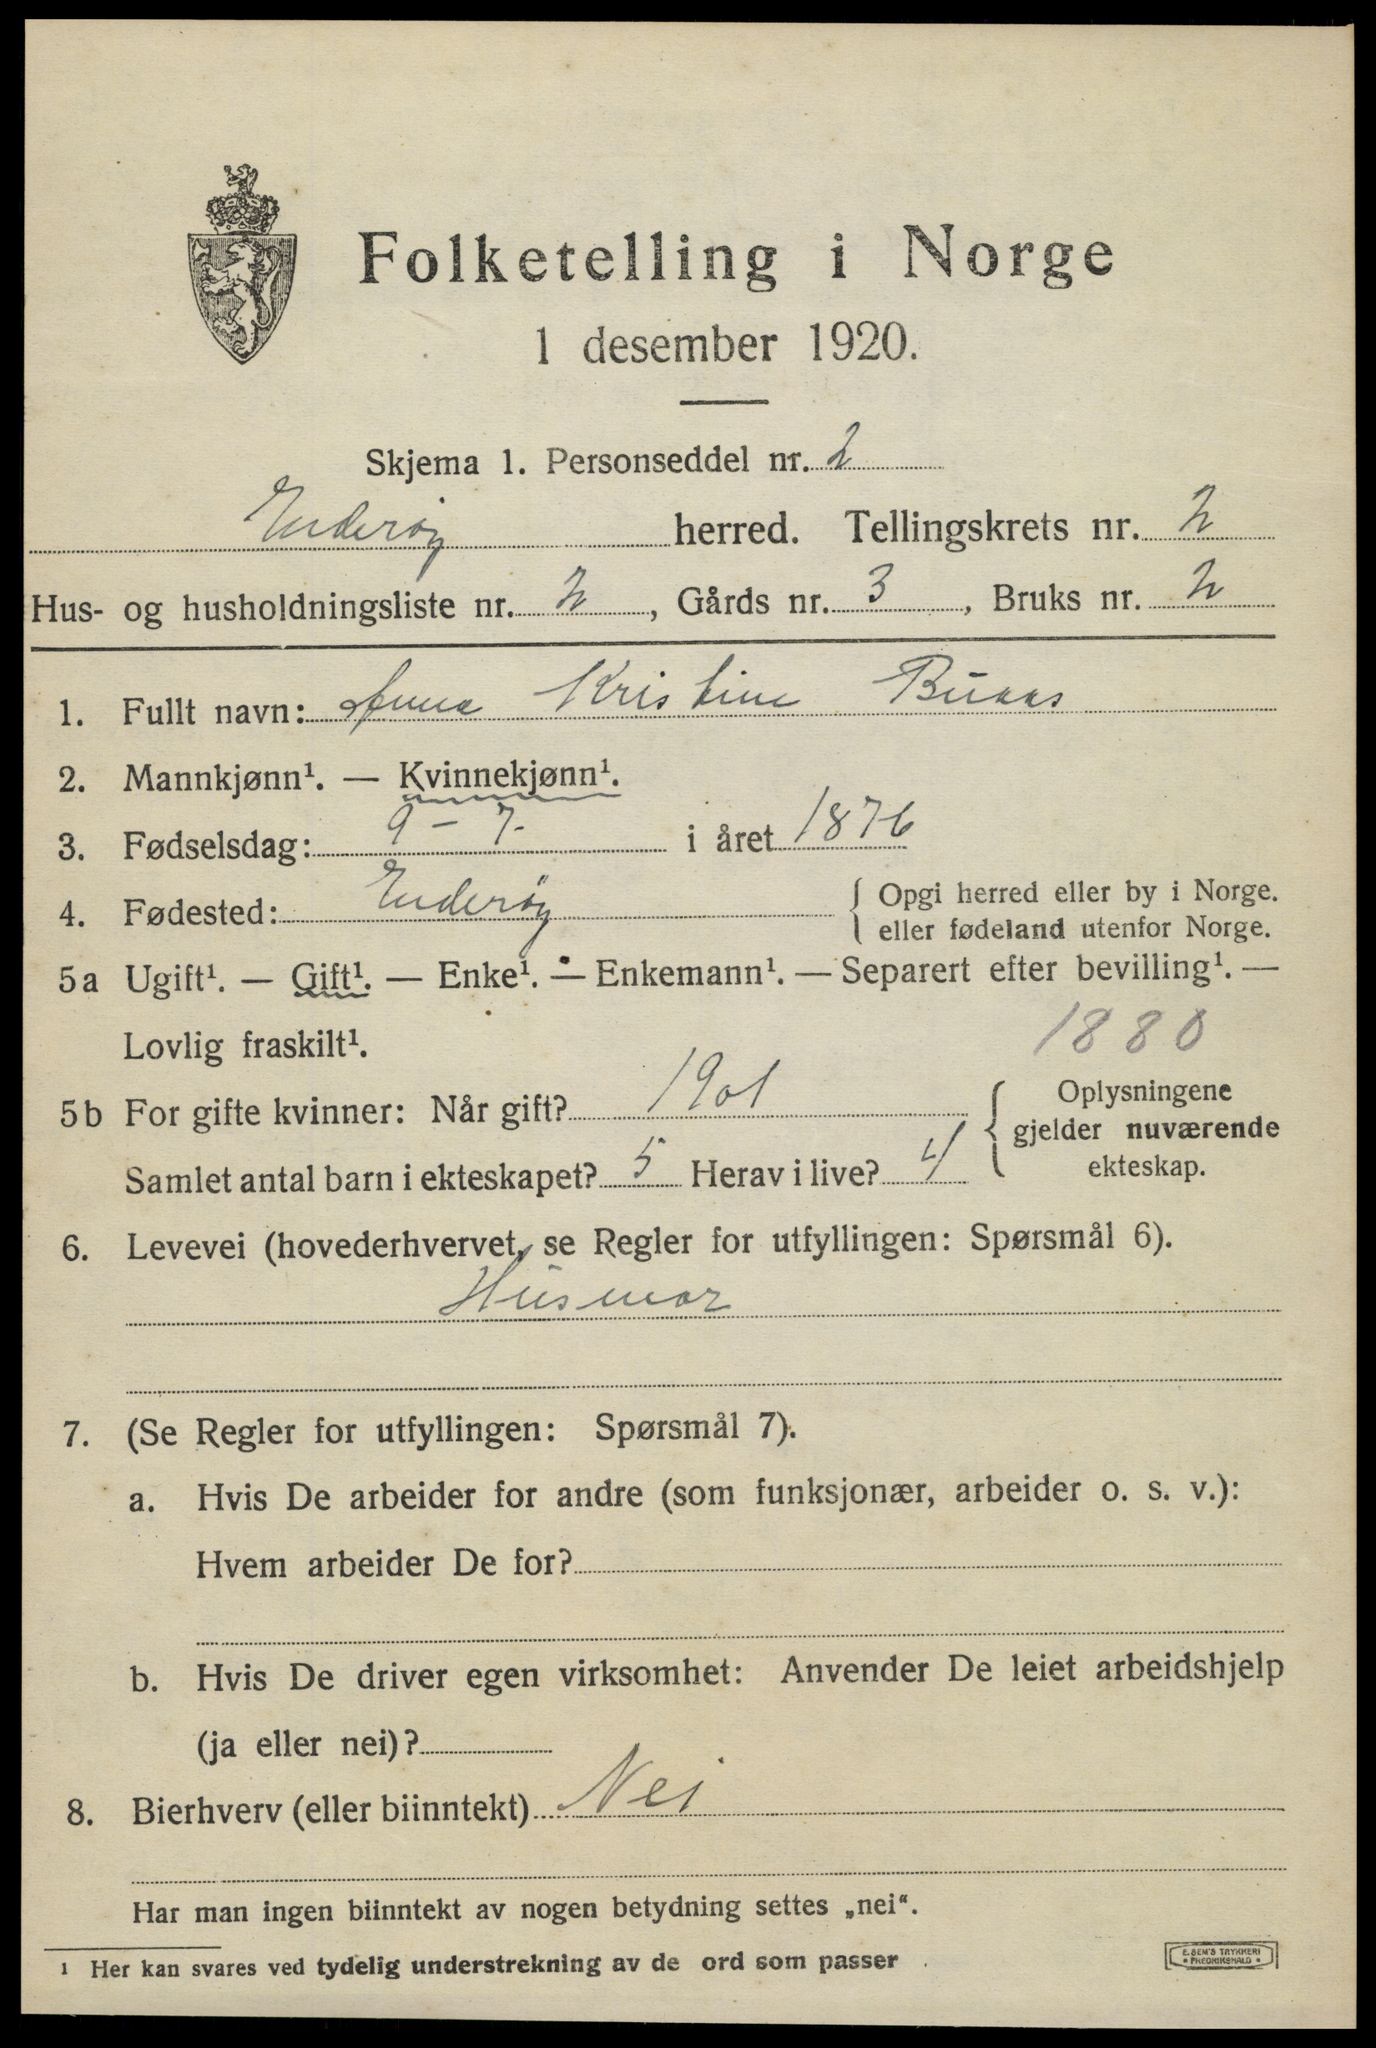 Folketelling i Norge
1 desember 1920.
Skjema 1. Personseddel nr. 2
Inderøy herred. Tellingskrets nr. 2
Hus- og husholdningsliste nr. 2, Gårds nr. 3, Bruks nr. 2
1. Fullt navn: Anna Kristine Buaas
2. Mannkjønn¹. — Kvinnekjønn¹.
3. Fødselsdag: 9 - 7- i året 1876
4. Fødested: Inderøy { Opgi herred eller by i Norge.
eller fødeland utenfor Norge.
5a Ugift¹. — Gift¹. — Enke¹. — Enkemann¹. — Separert efter bevilling¹. —
Lovlig fraskilt¹. 1880
5b For gifte kvinner: Når gift? 1901 { Oplysningene
gjelder nuværende
Samlet antal barn i ekteskapet? 5 Herav i live? 4 ekteskap.
6. Levevei (hovederhvervet, se Regler for utfyllingen: Spørsmål 6).
Husmor
7. (Se Regler for utfyllingen: Spørsmål 7).
a. Hvis De arbeider for andre (som funksjonær, arbeider o. s. v.):
Hvem arbeider De for?
b. Hvis De driver egen virksomhet: Anvender De leiet arbeidshjelp
(ja eller nei)?
8. Bierhverv (eller biinntekt) Nei
Har man ingen biinntekt av nogen betydning settes „nei“.
¹ Her kan svares ved tydelig understrekning av de ord som passer.
E. SEM'S TRYKKERI
* FREDRIKSHALD *